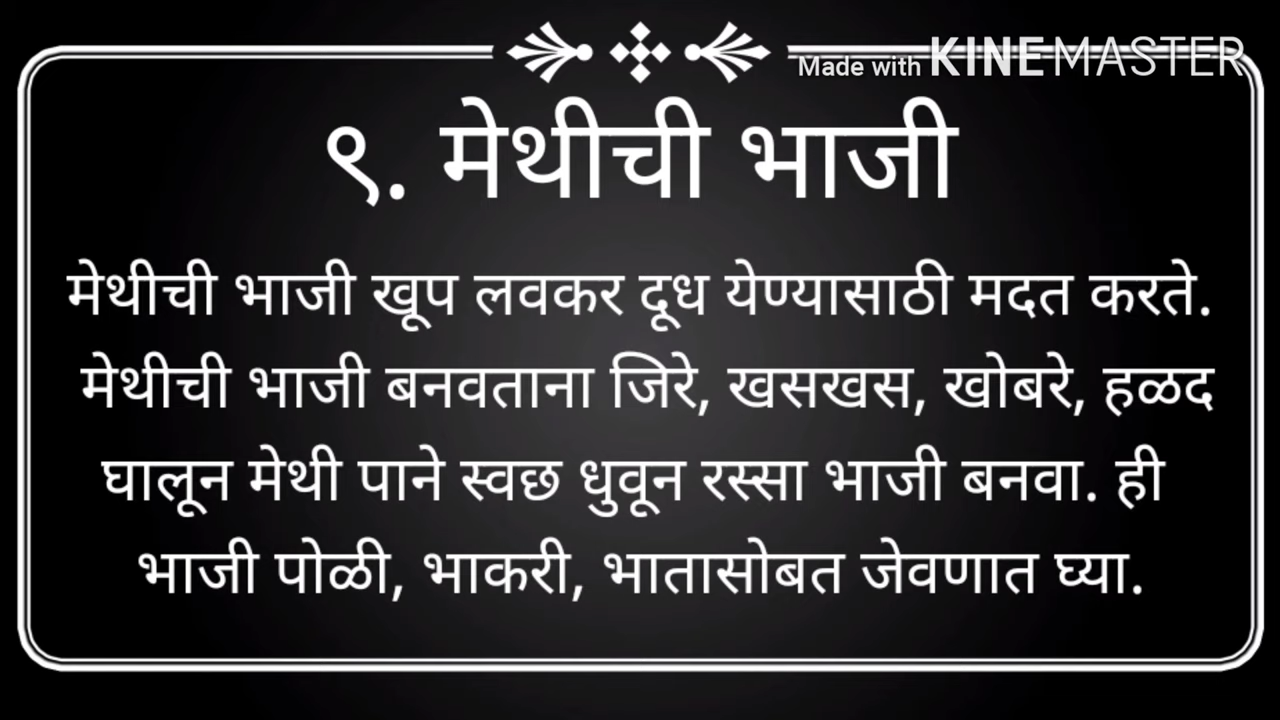 Made with KINEMASTER
९. मेथीची भाजी
मेथीची भाजी खूप लवकर दूध येण्यासाठी मदत करते.
मेथीची भाजी बनवताना जिरे, खसखस, खोबरे, हळद
घालून मेथी पाने स्वछ धुवून रस्सा भाजी बनवा. ही
भाजी पोळी, भाकरी, भातासोबत जेवणात घ्या.